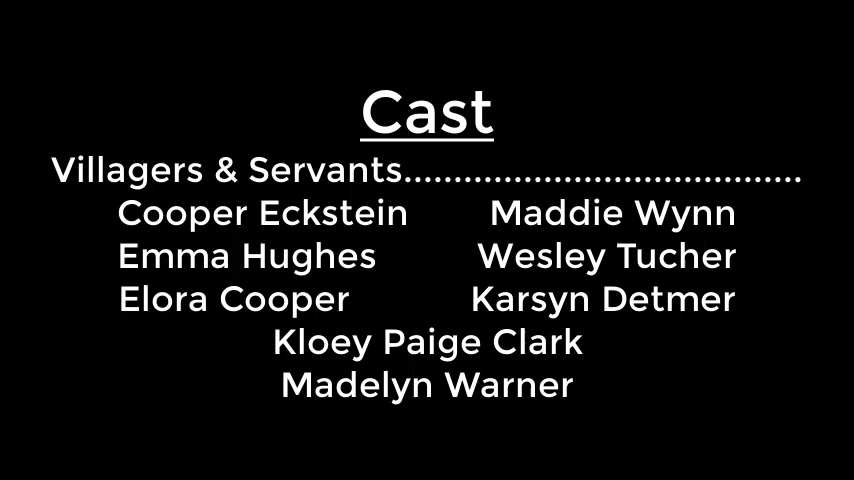 Cast
Villagers & Servants........................................
Cooper Eckstein Maddie Wynn
Emma Hughes Wesley Tucher
Elora Cooper Karsyn Detmer
Kloey Paige Clark
Madelyn Warner